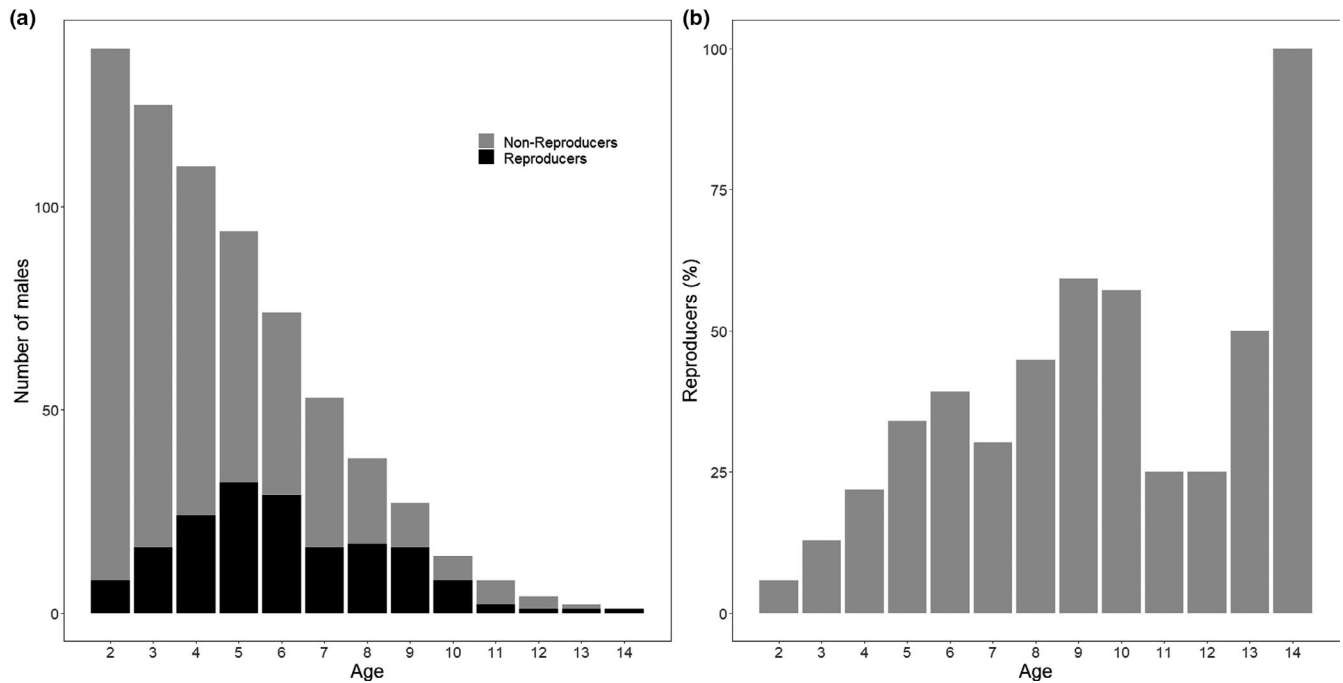 (a)
Number of males
100
50
0
Non-Reproducers
Reproducers
2 3 4 5 6 7 8 9 10 11 12 13 14
Age
(b)
Reproducers (%)
100
75
50
25
0
2 3 4 5 6 7 8 9 10 11 12 13 14
Age